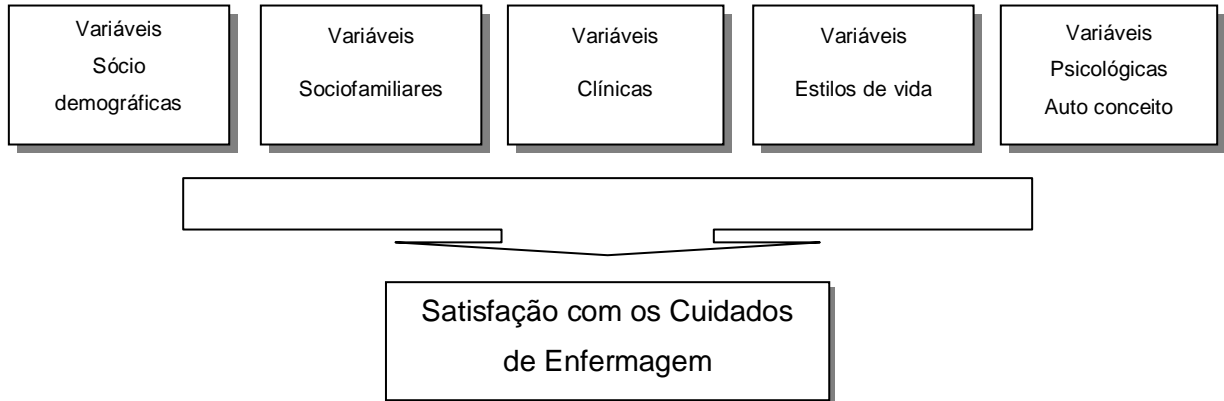 Variáveis
Sócio
demográficas
Variáveis
Sociofamiliares
Variáveis
Clínicas
Variáveis
Estilos de vida
Variáveis
Psicológicas
Auto conceito
Satisfação com os Cuidados
de Enfermagem